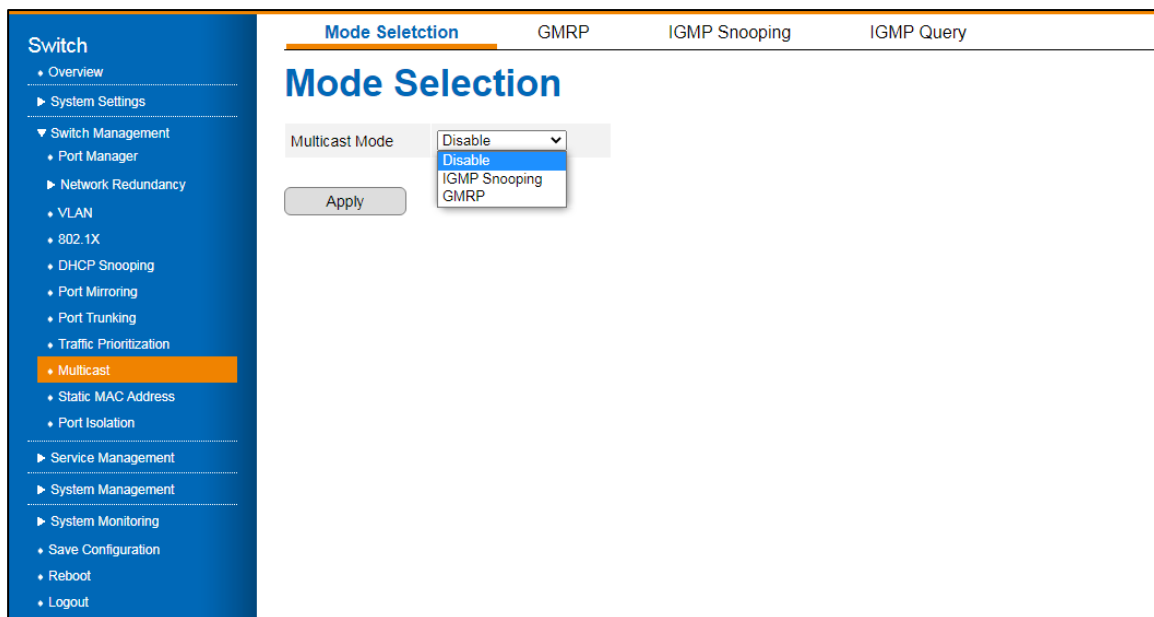 Switch
Overview
System Settings
Switch Management
Port Manager
Network Redundancy
VLAN
802.1X
DHCP Snooping
Port Mirroring
Port Trunking
Traffic Prioritization
Multicast
Static MAC Address
Port Isolation
Service Management
System Management
System Monitoring
Save Configuration
Reboot
Logout
Mode Seletction GMRP IGMP Snooping IGMP Query
Mode Selection
Multicast Mode Disable
Disable
IGMP Snooping
GMRP
Apply